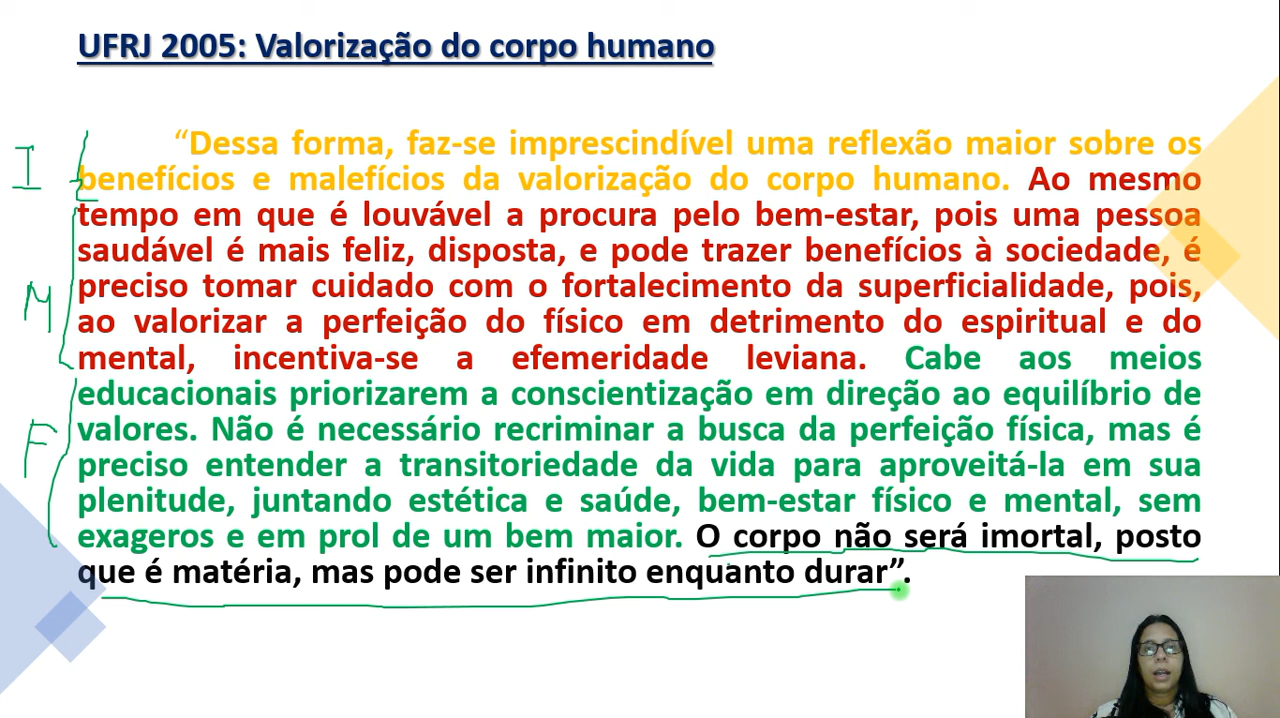 UFRJ 2005: Valorização do corpo humano
“Dessa forma, faz-se imprescindível uma reflexão maior sobre os
I benefícios e malefícios da valorização do corpo humano. Ao mesmo
tempo em que é louvável a procura pelo bem-estar, pois uma pessoa
saudável é mais feliz, disposta, e pode trazer benefícios à sociedade, é
M preciso tomar cuidado com o fortalecimento da superficialidade, pois,
ao valorizar a perfeição do físico em detrimento do espiritual e do
mental, incentiva-se a efemeridade leviana. Cabe aos meios
educacionais priorizarem a conscientização em direção ao equilíbrio de
F valores. Não é necessário recriminar a busca da perfeição física, mas é
preciso entender a transitoriedade da vida para aproveitá-la em sua
plenitude, juntando estética e saúde, bem-estar físico e mental, sem
exageros e em prol de um bem maior. O corpo não será imortal, posto
que é matéria, mas pode ser infinito enquanto durar”.